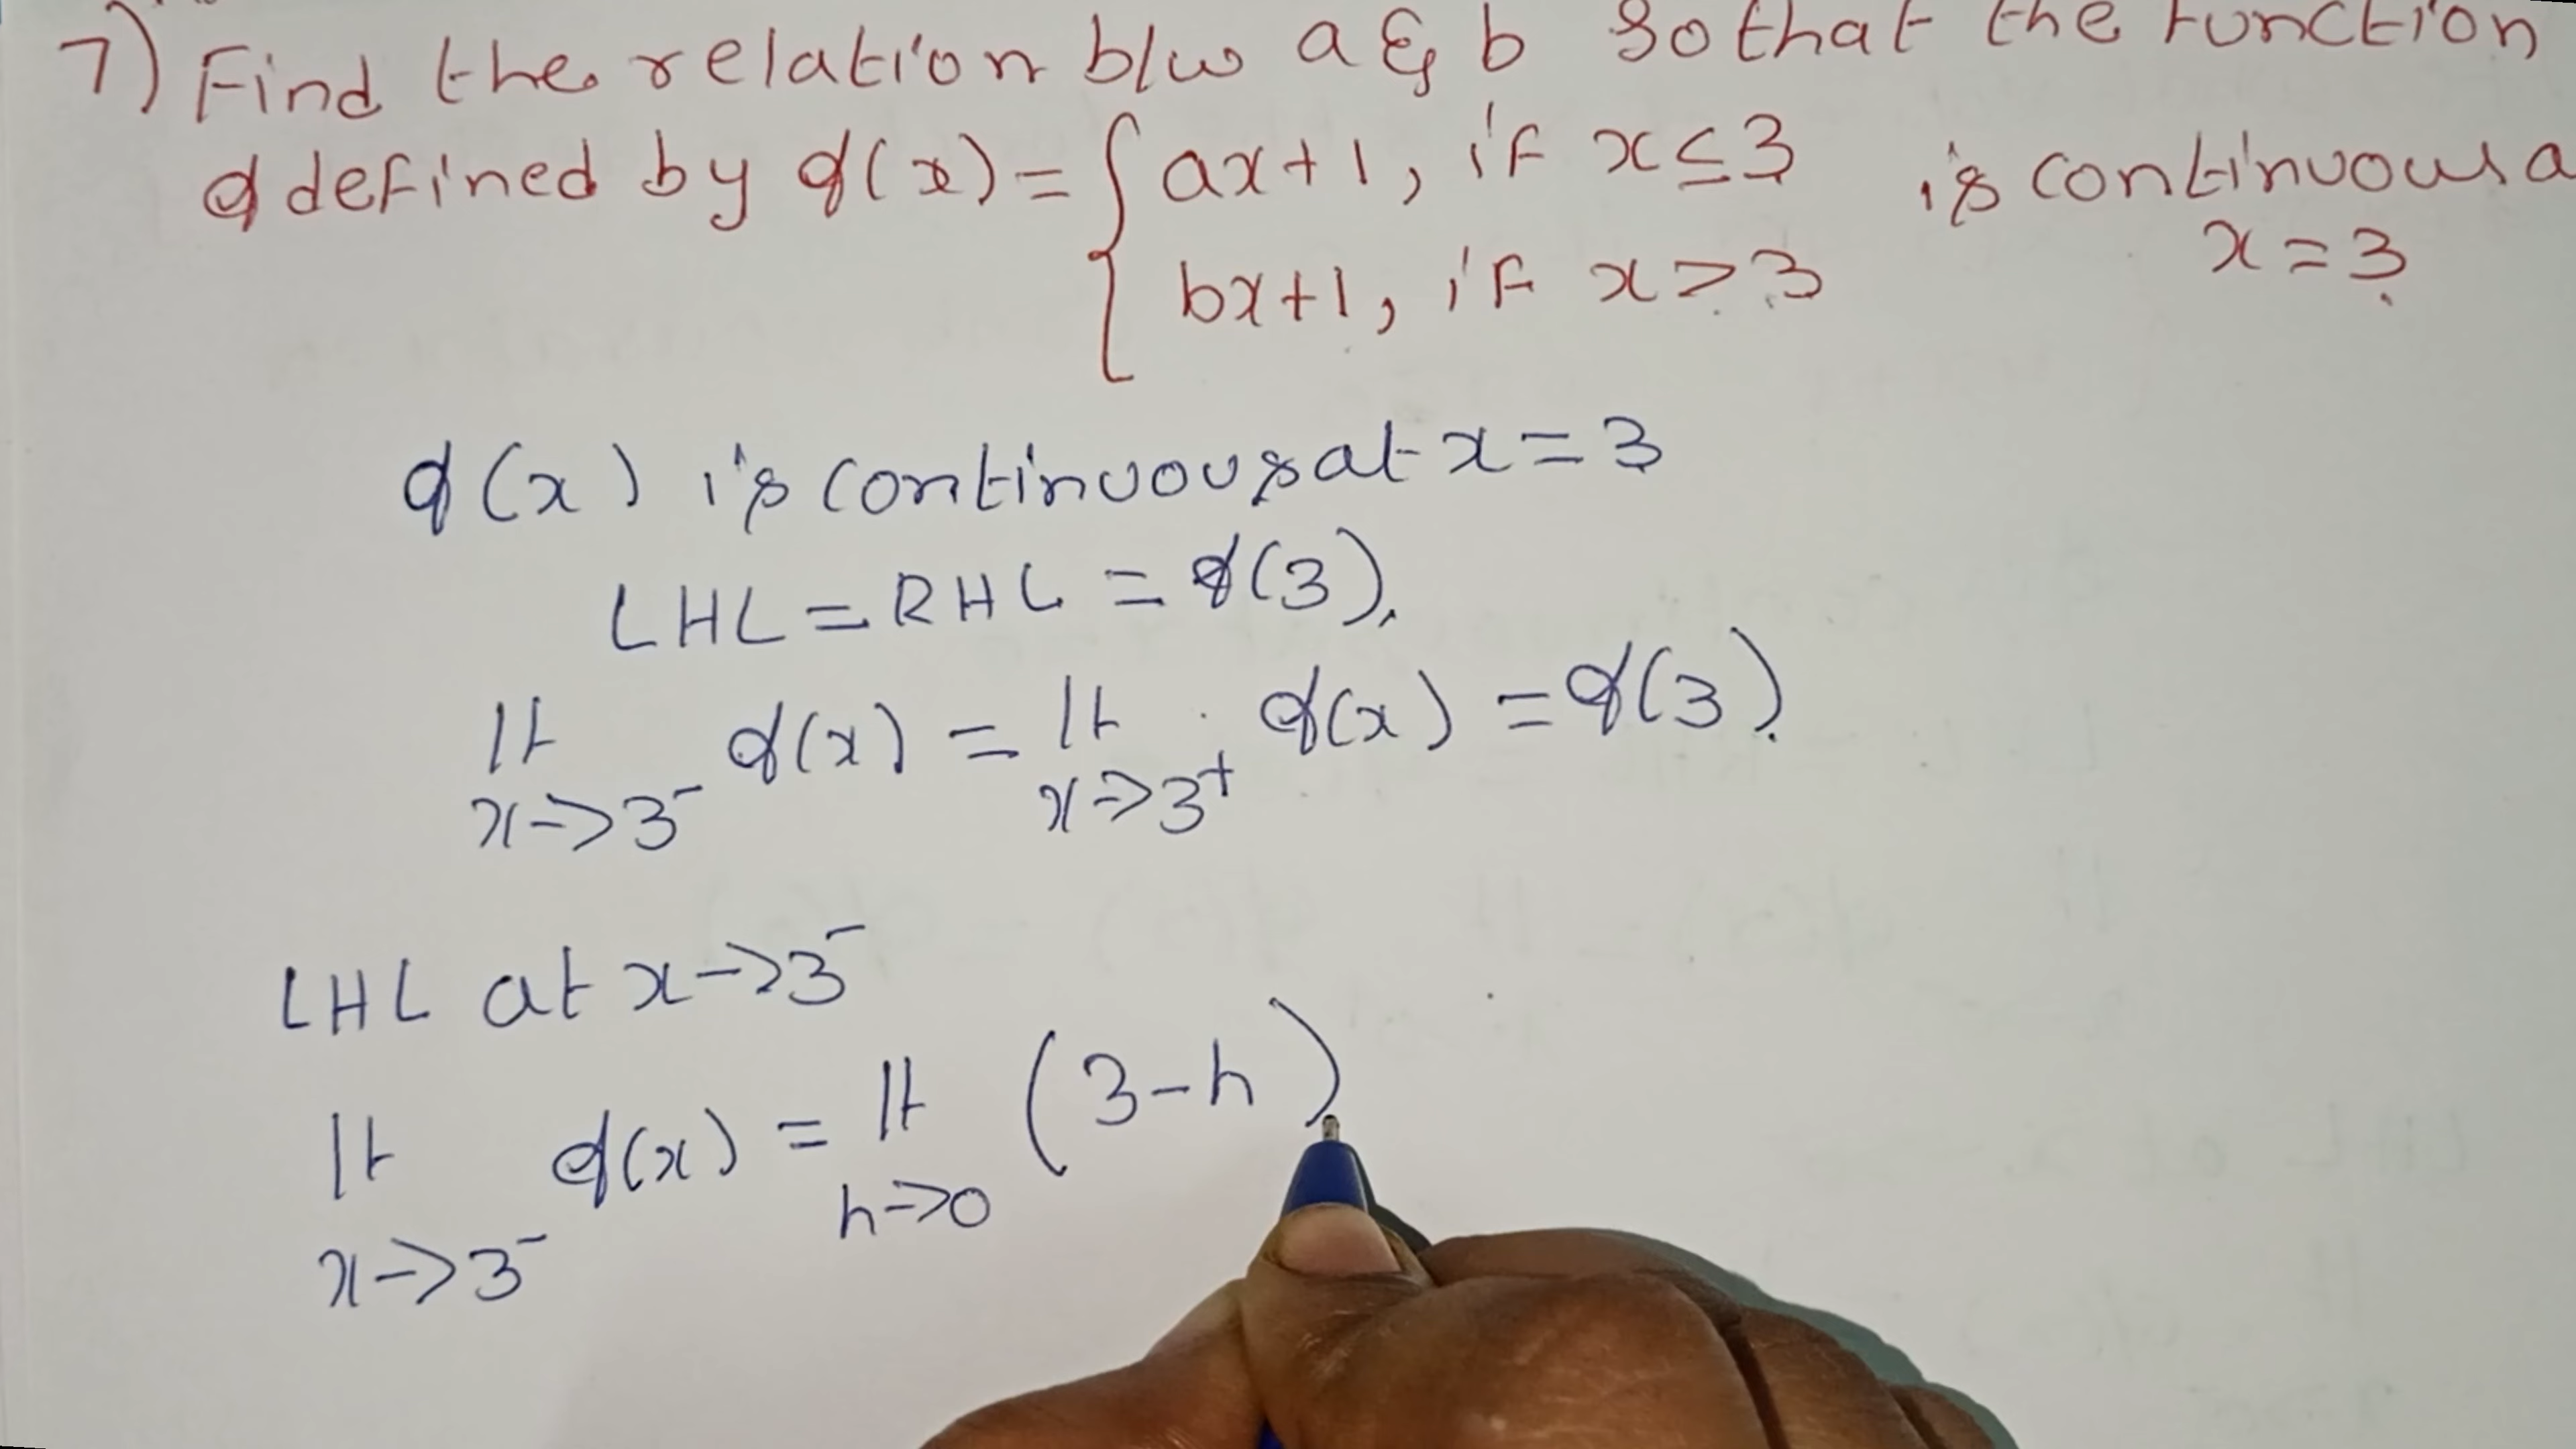 7) Find the relation b/w a & b so that the function
f defined by f(x) = { ax+1, if x ≤ 3 is continuous a
bx+1, if x > 3 x = 3
f(x) is continuous at x = 3
LHL = RHL = f(3).
lt f(x) = lt f(x) = f(3).
x->3⁻ x->3⁺
LHL at x->3⁻
lt f(x) = lt (3-h)
x->3⁻ h->0